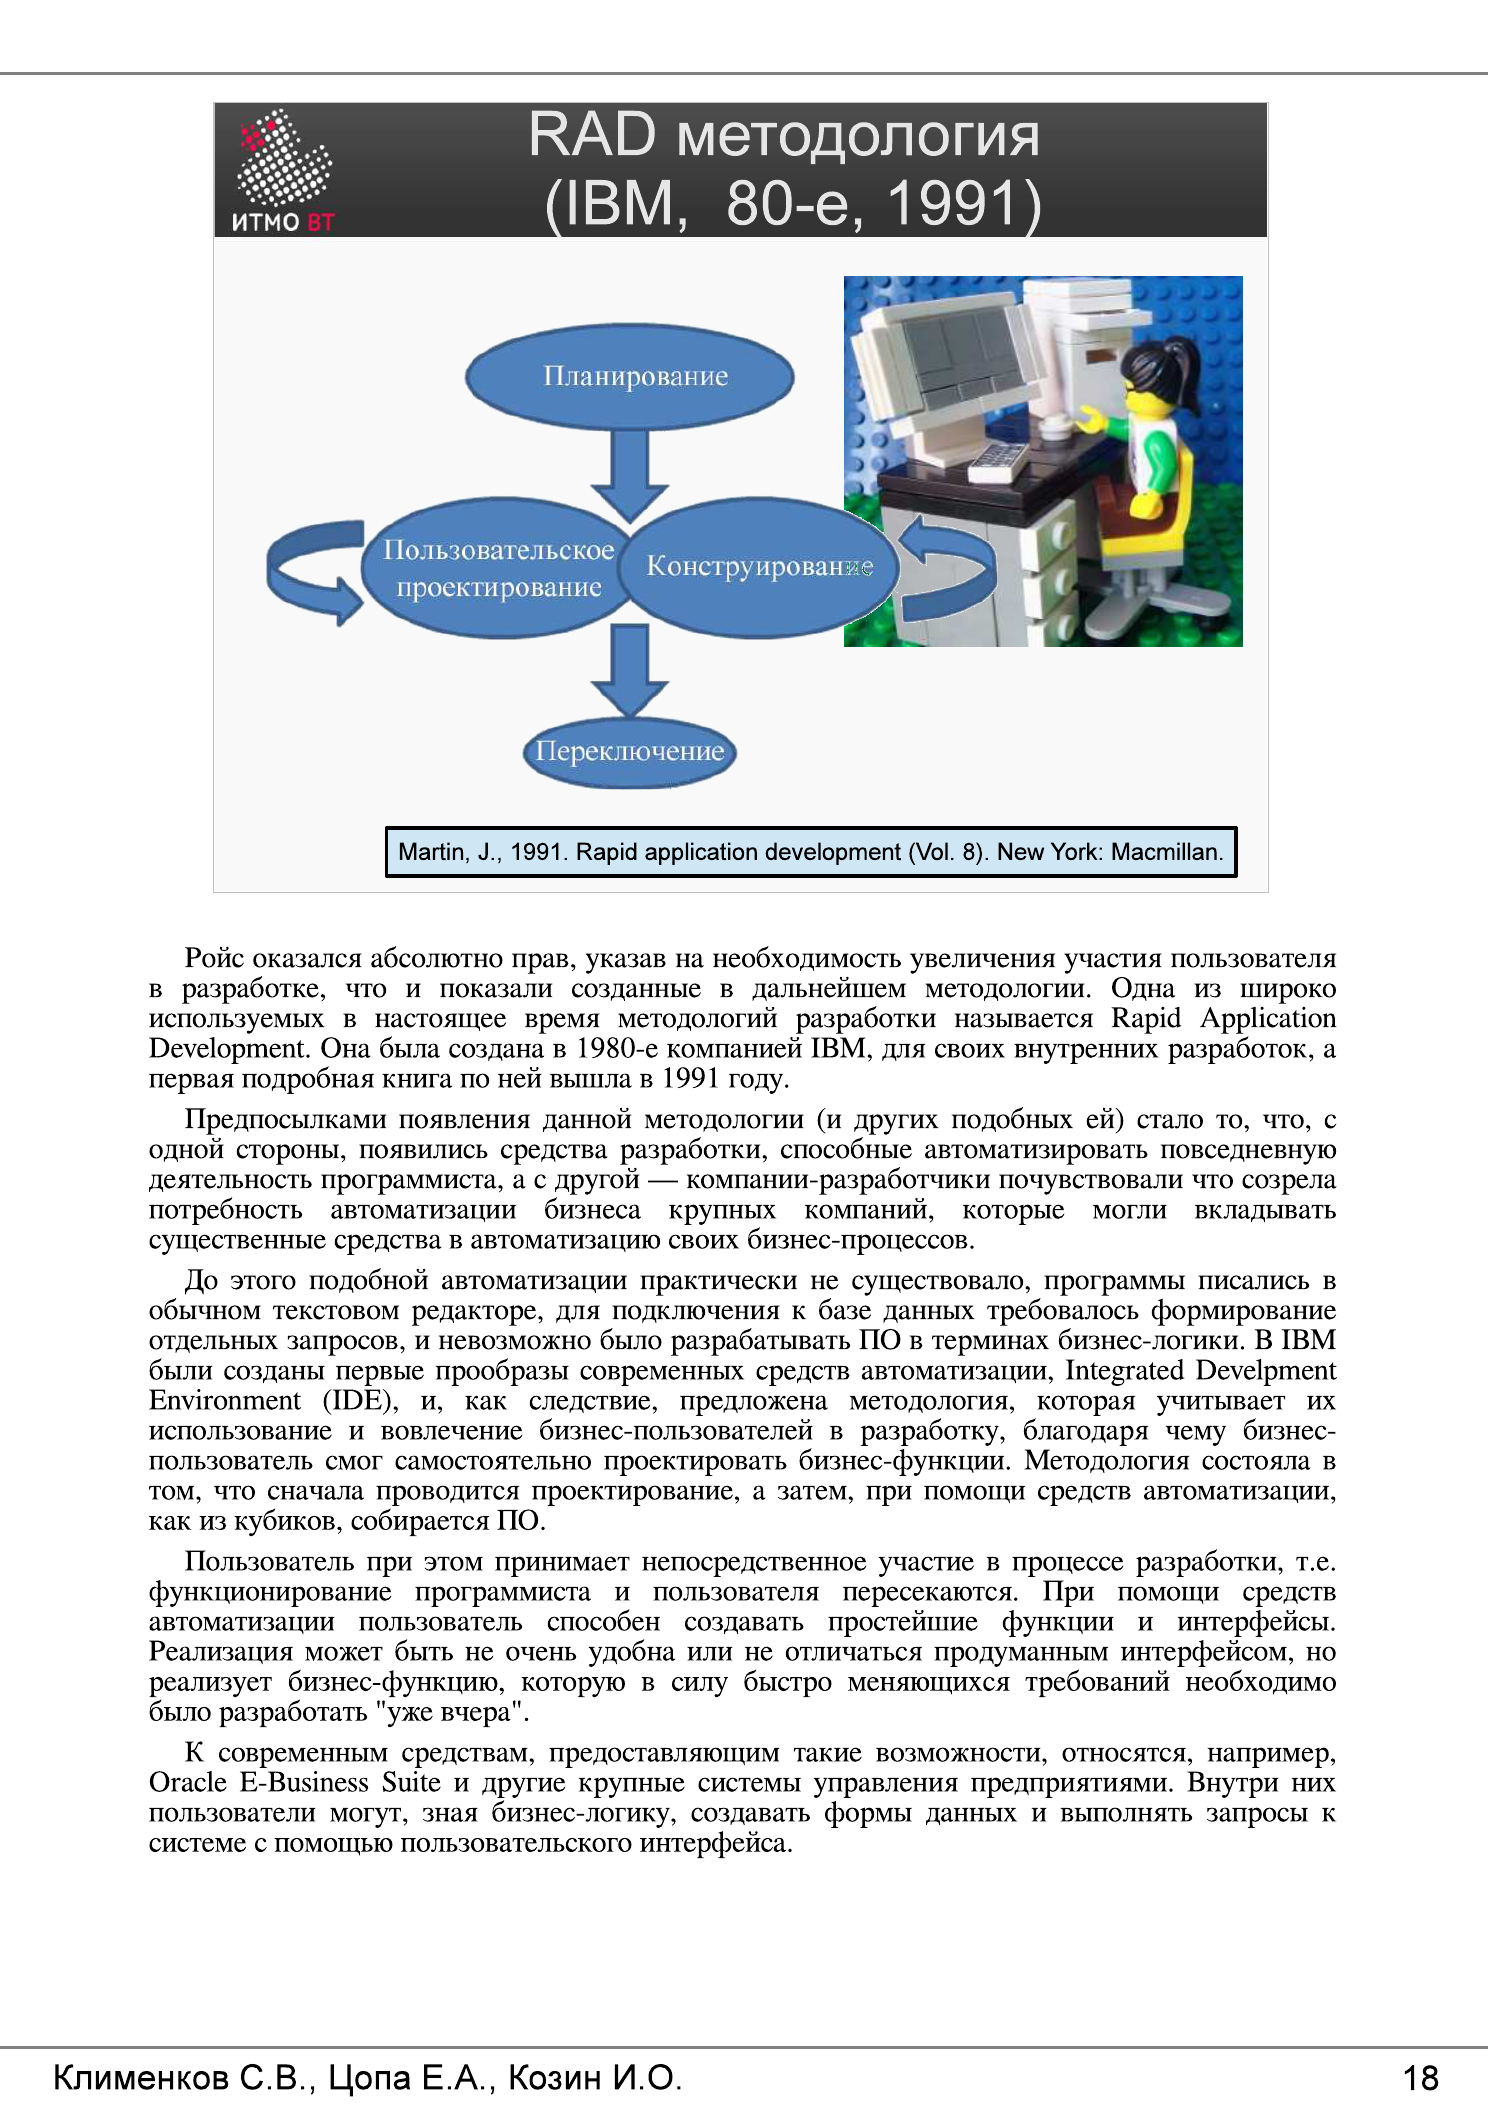 RAD методология
(IBM, 80-е, 1991)
ИТМО ВТ
Планирование
Пользовательское
проектирование
Конструирование
Переключение
Martin, J., 1991. Rapid application development (Vol. 8). New York: Macmillan.
Ройс оказался абсолютно прав, указав на необходимость увеличения участия пользователя
в разработке, что и показали созданные в дальнейшем методологии. Одна из широко
используемых в настоящее время методологий разработки называется Rapid Application
Development. Она была создана в 1980-е компанией IBM, для своих внутренних разработок, а
первая подробная книга по ней вышла в 1991 году.
Предпосылками появления данной методологии (и других подобных ей) стало то, что, с
одной стороны, появились средства разработки, способные автоматизировать повседневную
деятельность программиста, а с другой — компании-разработчики почувствовали что созрела
потребность автоматизации бизнеса крупных компаний, которые могли вкладывать
существенные средства в автоматизацию своих бизнес-процессов.
До этого подобной автоматизации практически не существовало, программы писались в
обычном текстовом редакторе, для подключения к базе данных требовалось формирование
отдельных запросов, и невозможно было разрабатывать ПО в терминах бизнес-логики. В IBM
были созданы первые прообразы современных средств автоматизации, Integrated Develpment
Environment (IDE), и, как следствие, предложена методология, которая учитывает их
использование и вовлечение бизнес-пользователей в разработку, благодаря чему бизнес-
пользователь смог самостоятельно проектировать бизнес-функции. Методология состояла в
том, что сначала проводится проектирование, а затем, при помощи средств автоматизации,
как из кубиков, собирается ПО.
Пользователь при этом принимает непосредственное участие в процессе разработки, т.е.
функционирование программиста и пользователя пересекаются. При помощи средств
автоматизации пользователь способен создавать простейшие функции и интерфейсы.
Реализация может быть не очень удобна или не отличаться продуманным интерфейсом, но
реализует бизнес-функцию, которую в силу быстро меняющихся требований необходимо
было разработать "уже вчера".
К современным средствам, предоставляющим такие возможности, относятся, например,
Oracle E-Business Suite и другие крупные системы управления предприятиями. Внутри них
пользователи могут, зная бизнес-логику, создавать формы данных и выполнять запросы к
системе с помощью пользовательского интерфейса.
Клименков С.В., Цопа Е.А., Козин И.О.
18